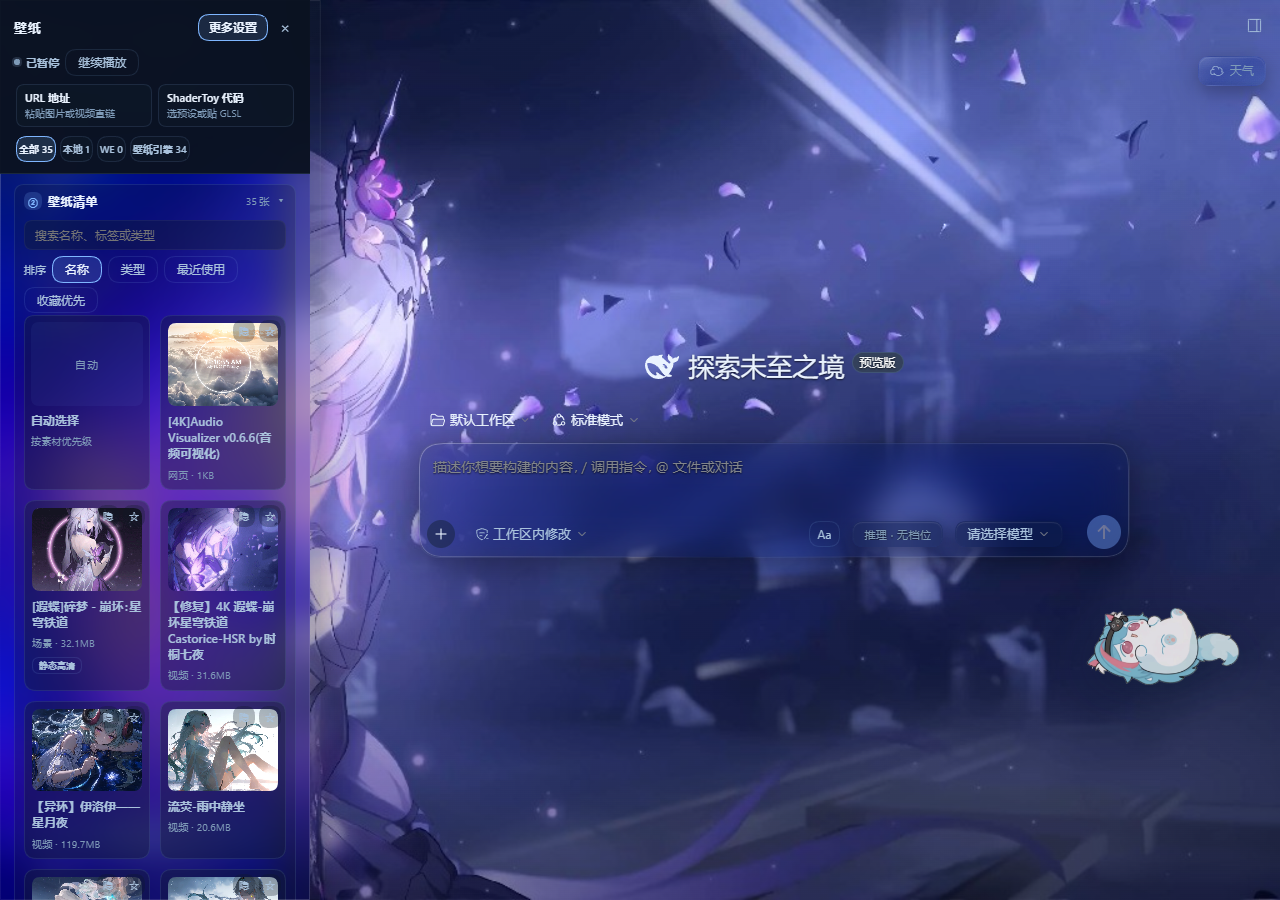 壁纸
更多设置
×
已暂停
继续播放
URL 地址
粘贴图片或视频直链
ShaderToy 代码
选预设或贴 GLSL
全部 35
本地 1
WE 0
壁纸引擎 34
② 壁纸清单
35 张
搜索名称、标签或类型
排序
名称
类型
最近使用
收藏优先
自动
自动选择
按素材优先级
[4K]Audio
Visualizer v0.6.6(音
频可视化)
网页 · 1KB
[遐蝶]碎梦 - 崩坏:星
穹铁道
场景 · 32.1MB
静态高清
【修复】4K 遐蝶-崩
坏星穹铁道
Castorice-HSR by 时
桐七夜
视频 · 31.6MB
【异环】伊洛伊——
星月夜
视频 · 119.7MB
流荧-雨中静坐
视频 · 20.6MB
天气
探索未至之境
预览版
默认工作区
标准模式
描述你想要构建的内容, / 调用指令, @ 文件或对话
工作区内修改
Aa
推理 · 无档位
请选择模型